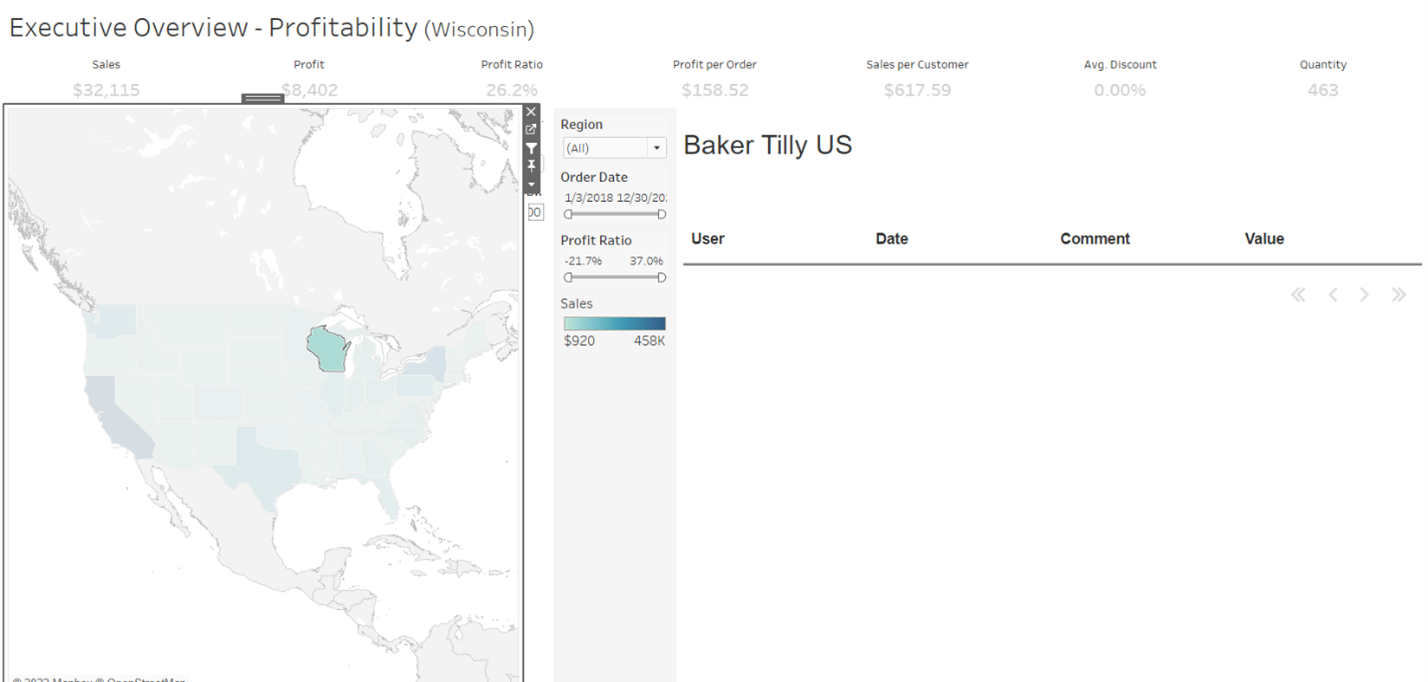 Executive Overview - Profitability (Wisconsin)
Sales Profit Profit Ratio Profit per Order Sales per Customer Avg. Discount Quantity
$32,115 $8,402 26.2% $158.52 $617.59 0.00% 463
Region
(All)
Order Date
1/3/2018 12/30/20
Profit Ratio
-21.7% 37.0%
Sales
$920 458K
Baker Tilly US
User Date Comment Value
© 2022 Mapbox © OpenStreetMap